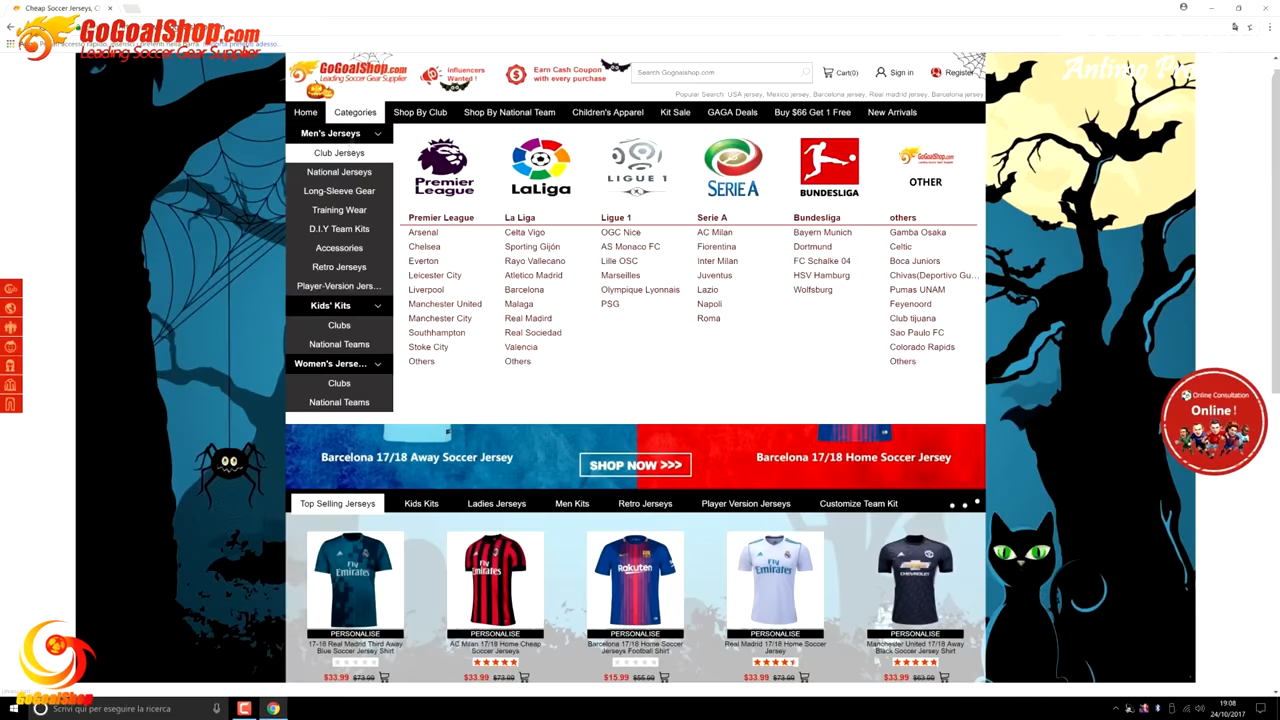 Cheap Soccer Jerseys, C
GoGoalShop.com
Leading Soccer Gear Supplier
GoGoalShop.com
Leading Soccer Gear Supplier
Influencers
Wanted !
Earn Cash Coupon
with every purchase
Search Gogoalshop.com
Cart(0)
Sign in
Register
Popular Search: USA jersey, Mexico jersey, Barcelona jersey, Real madrid jersey, Barcelona jersey
Home
Categories
Shop By Club
Shop By National Team
Children's Apparel
Kit Sale
GAGA Deals
Buy $66 Get 1 Free
New Arrivals
Men's Jerseys
Club Jerseys
National Jerseys
Long-Sleeve Gear
Training Wear
D.I.Y Team Kits
Accessories
Retro Jerseys
Player-Version Jers...
Kids' Kits
Clubs
National Teams
Women's Jerse...
Clubs
National Teams
Premier
League
LaLiga
LIGUE 1
SERIE A
BUNDESLIGA
GoGoalShop.com
OTHER
Premier League
Arsenal
Chelsea
Everton
Leicester City
Liverpool
Manchester United
Manchester City
Southhampton
Stoke City
Others
La Liga
Celta Vigo
Sporting Gijón
Rayo Vallecano
Atletico Madrid
Barcelona
Malaga
Real Madird
Real Sociedad
Valencia
Others
Ligue 1
OGC Nice
AS Monaco FC
Lille OSC
Marseilles
Olympique Lyonnais
PSG
Serie A
AC Milan
Fiorentina
Inter Milan
Juventus
Lazio
Napoli
Roma
Bundesliga
Bayern Munich
Dortmund
FC Schalke 04
HSV Hamburg
Wolfsburg
others
Gamba Osaka
Celtic
Boca Juniors
Chivas(Deportivo Gu...
Pumas UNAM
Feyenoord
Club tijuana
Sao Paulo FC
Colorado Rapids
Others
Online Consultation
Online !
Barcelona 17/18 Away Soccer Jersey
SHOP NOW >>>
Barcelona 17/18 Home Soccer Jersey
Top Selling Jerseys
Kids Kits
Ladies Jerseys
Men Kits
Retro Jerseys
Player Version Jerseys
Customize Team Kit
Fly
Emirates
Fly
Emirates
Rakuten
Fly
Emirates
CHEVROLET
PERSONALISE
PERSONALISE
PERSONALISE
PERSONALISE
PERSONALISE
17-18 Real Madrid Third Away
Blue Soccer Jersey Shirt
AC Milan 17/18 Home Cheap
Soccer Jerseys
Barcelona 17/18 Home Soccer
Jerseys Football Shirt
Real Madrid 17/18 Home Soccer
Jersey
Manchester United 17/18 Away
Black Soccer Jersey Shirt
$33.99 $73.99
$33.99 $73.99
$15.99 $55.99
$33.99 $73.99
$33.99 $63.99
GoGoalShop
Scrivi qui per eseguire la ricerca
19:08
24/10/2017